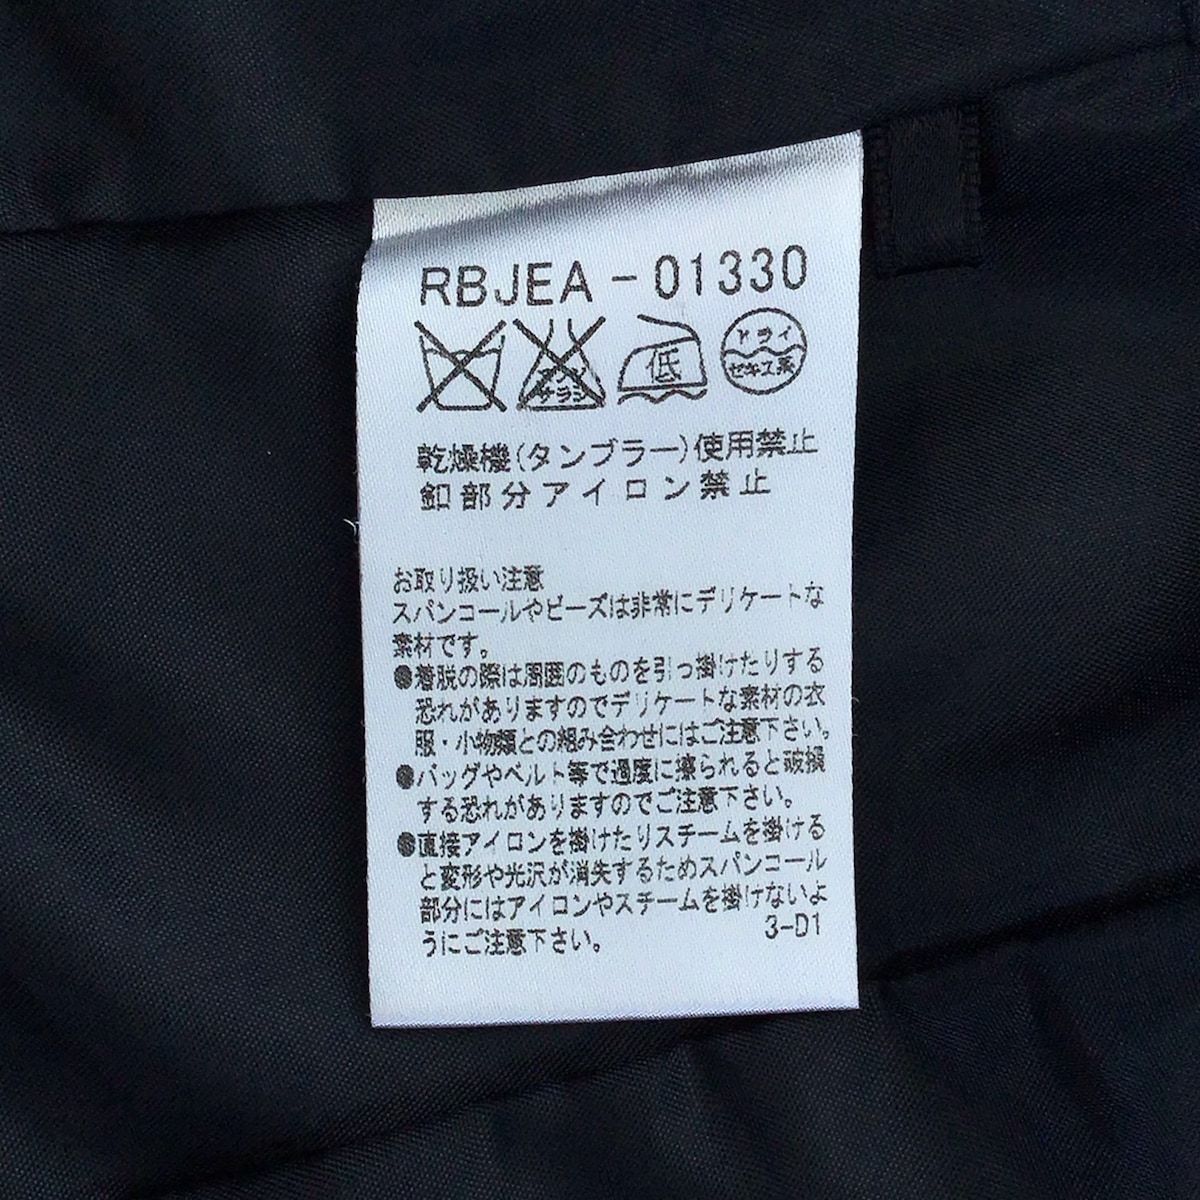 RBJEA-01330
エンソ サラシ 低 ドライ セキユ系
乾燥機(タンブラー)使用禁止
釦部分アイロン禁止
お取り扱い注意
スパンコールやビーズは非常にデリケートな
素材です。
●着脱の際は周囲のものを引っ掛けたりする
恐れがありますのでデリケートな素材の衣
服・小物類との組み合わせにはご注意下さい。
●バッグやベルト等で過度に擦られると破損
する恐れがありますのでご注意下さい。
●直接アイロンを掛けたりスチームを掛ける
と変形や光沢が消失するためスパンコール
部分にはアイロンやスチームを掛けないよ
うにご注意下さい。
3-D1